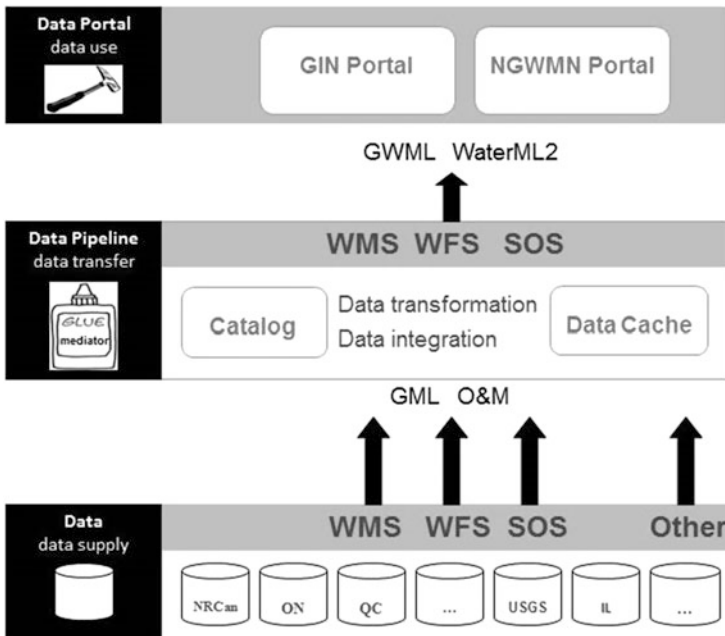 Data Portal
data use
GIN Portal
NGWMN Portal
GWML WaterML2
Data Pipeline
data transfer
GLUE
mediator
WMS WFS SOS
Catalog
Data transformation
Data integration
Data Cache
GML O&M
Data
data supply
WMS WFS SOS Other
NRCan
ON
QC
...
USGS
IL
...